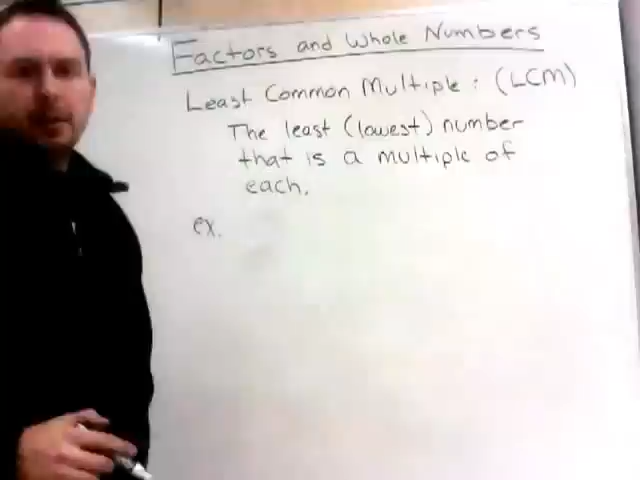 Factors and Whole Numbers
Least Common Multiple : (LCM)
The least (lowest) number
that is a multiple of
each.
ex.